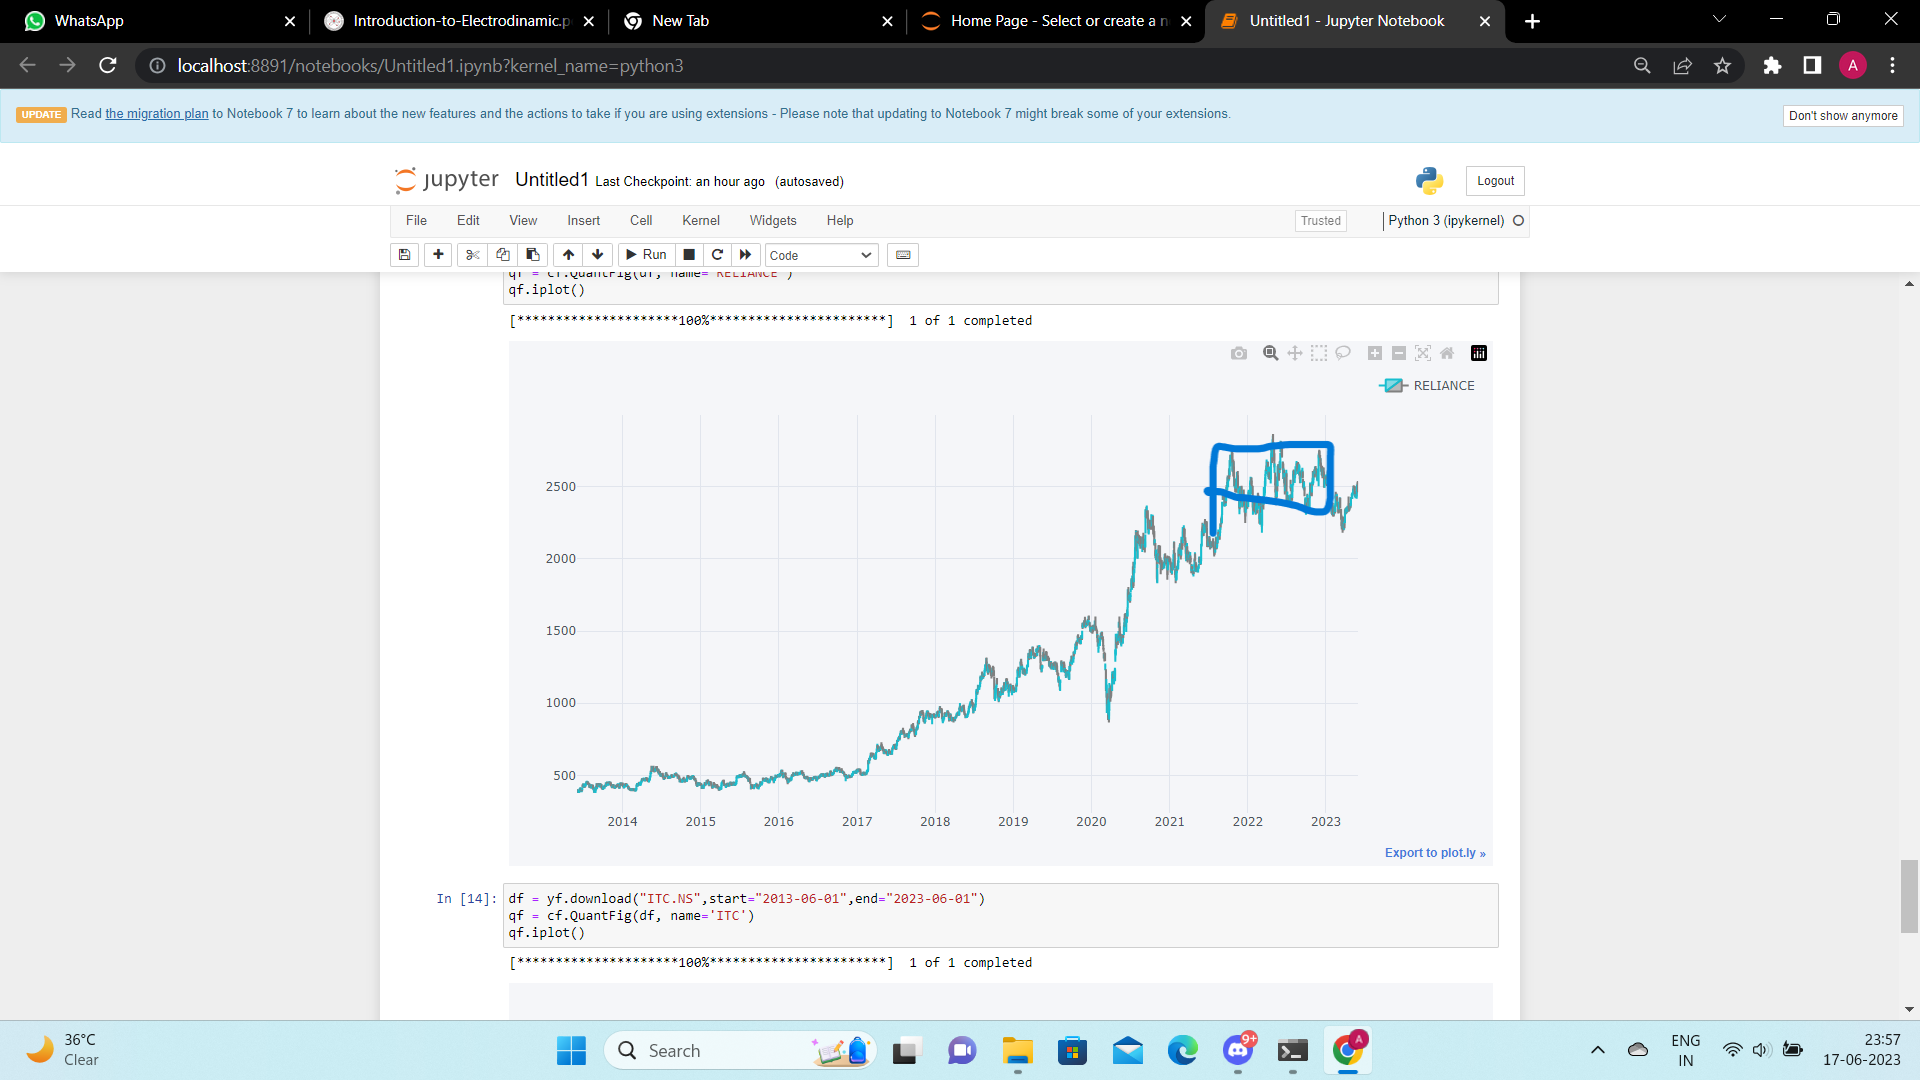 WhatsApp
Introduction-to-Electrodinamic.p
New Tab
Home Page - Select or create a n
Untitled1 - Jupyter Notebook
localhost:8891/notebooks/Untitled1.ipynb?kernel_name=python3
A
UPDATE Read the migration plan to Notebook 7 to learn about the new features and the actions to take if you are using extensions - Please note that updating to Notebook 7 might break some of your extensions.
Don't show anymore
jupyter Untitled1 Last Checkpoint: an hour ago (autosaved)
Logout
File Edit View Insert Cell Kernel Widgets Help
Trusted
Python 3 (ipykernel)
Run
Code
qf = cf.QuantFig(df, name='RELIANCE')
qf.iplot()
[*********************100%***********************]  1 of 1 completed
RELIANCE
2500
2000
1500
1000
500
2014 2015 2016 2017 2018 2019 2020 2021 2022 2023
Export to plot.ly »
In [14]: df = yf.download("ITC.NS",start="2013-06-01",end="2023-06-01")
qf = cf.QuantFig(df, name='ITC')
qf.iplot()
[*********************100%***********************]  1 of 1 completed
36°C
Clear
Search
9+
A
ENG
IN
23:57
17-06-2023